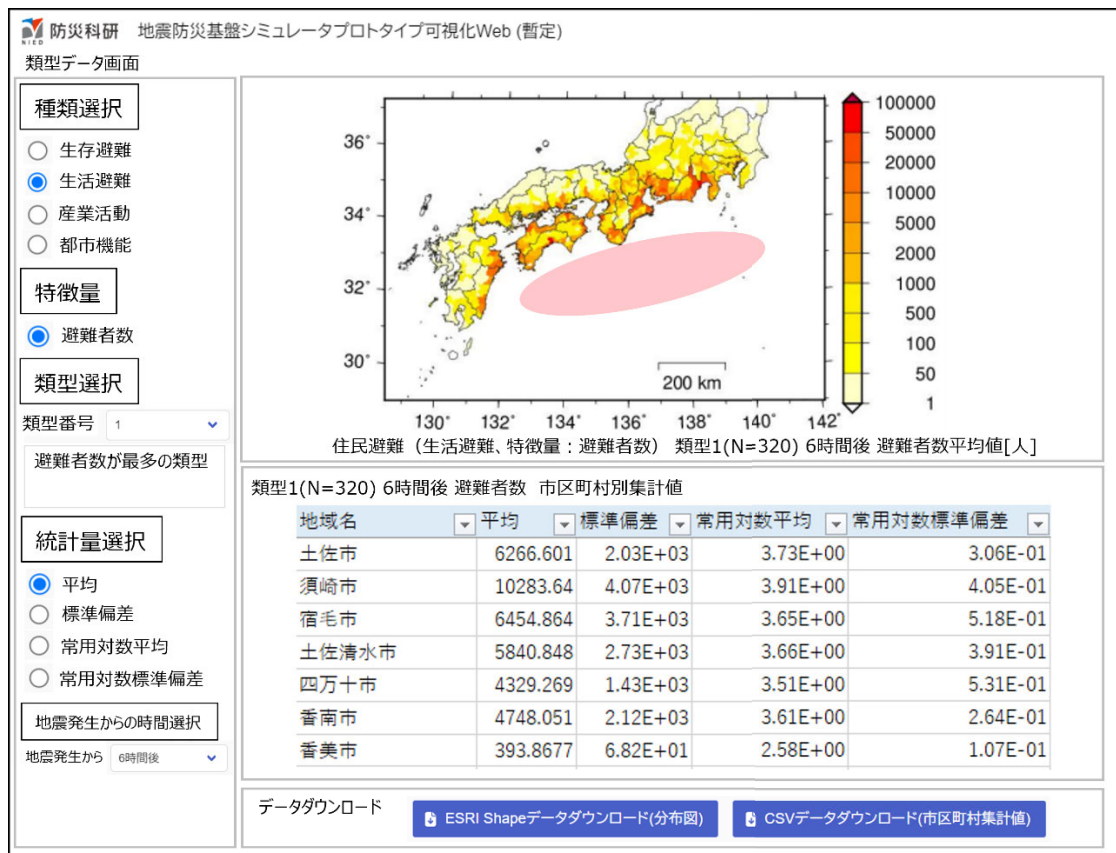 防災科研 地震防災基盤シミュレータプロトタイプ可視化Web (暫定)
NIED
類型データ画面
種類選択
生存避難
生活避難
産業活動
都市機能
特徴量
避難者数
類型選択
類型番号 1
避難者数が最多の類型
統計量選択
平均
標準偏差
常用対数平均
常用対数標準偏差
地震発生からの時間選択
地震発生から 6時間後
36°
34°
32°
30°
130° 132° 134° 136° 138° 140° 142°
200 km
100000
50000
20000
10000
5000
2000
1000
500
100
50
1
住民避難（生活避難、特徴量：避難者数） 類型1(N=320) 6時間後 避難者数平均値[人]
類型1(N=320) 6時間後 避難者数 市区町村別集計値
地域名 平均 標準偏差 常用対数平均 常用対数標準偏差
土佐市 6266.601 2.03E+03 3.73E+00 3.06E-01
須崎市 10283.64 4.07E+03 3.91E+00 4.05E-01
宿毛市 6454.864 3.71E+03 3.65E+00 5.18E-01
土佐清水市 5840.848 2.73E+03 3.66E+00 3.91E-01
四万十市 4329.269 1.43E+03 3.51E+00 5.31E-01
香南市 4748.051 2.12E+03 3.61E+00 2.64E-01
香美市 393.8677 6.82E+01 2.58E+00 1.07E-01
データダウンロード
ESRI Shapeデータダウンロード(分布図)
CSVデータダウンロード(市区町村集計値)